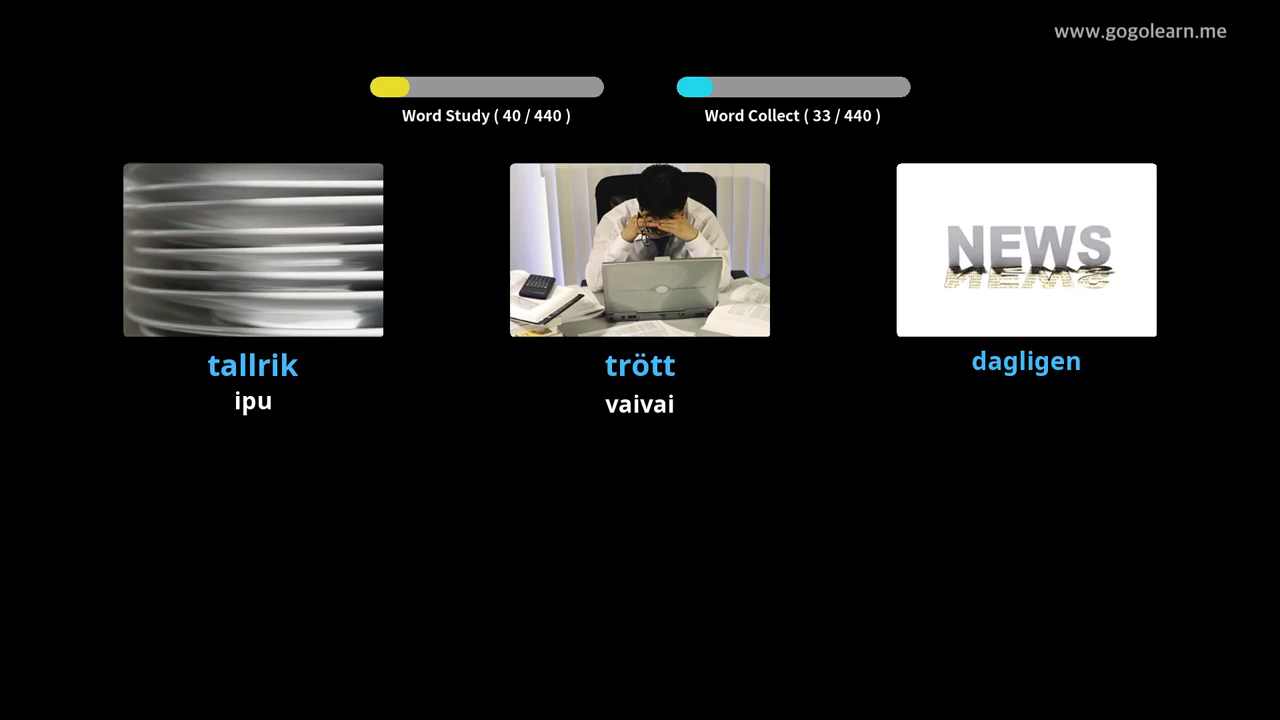 www.gogolearn.me
Word Study ( 40 / 440 )
Word Collect ( 33 / 440 )
NEWS
tallrik
ipu
trött
vaivai
dagligen